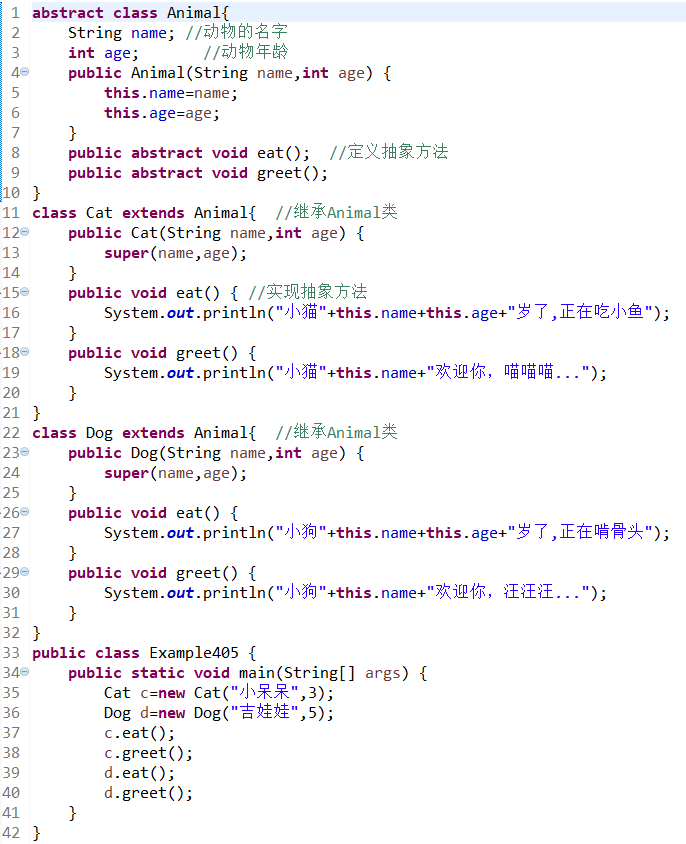 1 abstract class Animal{
2     String name; //动物的名字
3     int age;       //动物年龄
4     public Animal(String name,int age) {
5         this.name=name;
6         this.age=age;
7     }
8     public abstract void eat();  //定义抽象方法
9     public abstract void greet();
10 }
11 class Cat extends Animal{  //继承Animal类
12     public Cat(String name,int age) {
13         super(name,age);
14     }
15     public void eat() { //实现抽象方法
16         System.out.println("小猫"+this.name+this.age+"岁了,正在吃小鱼");
17     }
18     public void greet() {
19         System.out.println("小猫"+this.name+"欢迎你，喵喵喵...");
20     }
21 }
22 class Dog extends Animal{  //继承Animal类
23     public Dog(String name,int age) {
24         super(name,age);
25     }
26     public void eat() {
27         System.out.println("小狗"+this.name+this.age+"岁了,正在啃骨头");
28     }
29     public void greet() {
30         System.out.println("小狗"+this.name+"欢迎你，汪汪汪...");
31     }
32 }
33 public class Example405 {
34     public static void main(String[] args) {
35         Cat c=new Cat("小呆呆",3);
36         Dog d=new Dog("吉娃娃",5);
37         c.eat();
38         c.greet();
39         d.eat();
40         d.greet();
41     }
42 }